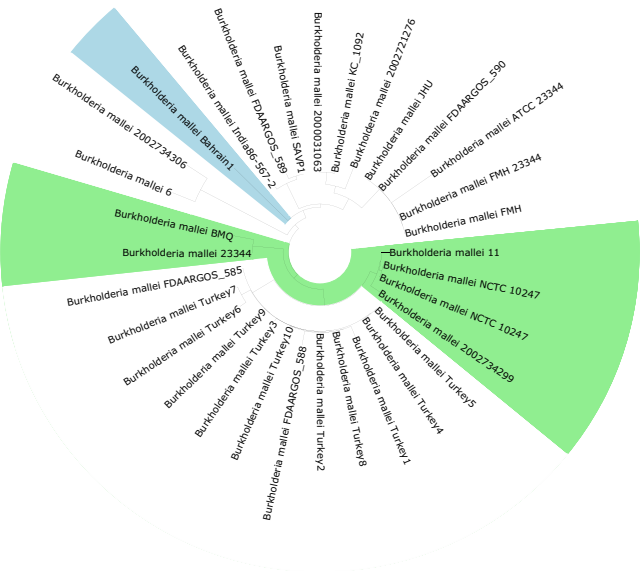 Burkholderia mallei 11
Burkholderia mallei FMH
Burkholderia mallei FMH 23344
Burkholderia mallei ATCC 23344
Burkholderia mallei FDAARGOS_590
Burkholderia mallei JHU
Burkholderia mallei 2002721276
Burkholderia mallei KC_1092
Burkholderia mallei 2000031063
Burkholderia mallei SAVP1
Burkholderia mallei FDAARGOS_589
Burkholderia mallei India86-567-2
Burkholderia mallei Bahrain1
Burkholderia mallei 2002734306
Burkholderia mallei 6
Burkholderia mallei BMQ
Burkholderia mallei 23344
Burkholderia mallei FDAARGOS_585
Burkholderia mallei Turkey7
Burkholderia mallei Turkey6
Burkholderia mallei Turkey9
Burkholderia mallei Turkey3
Burkholderia mallei Turkey10
Burkholderia mallei FDAARGOS_588
Burkholderia mallei Turkey2
Burkholderia mallei Turkey8
Burkholderia mallei Turkey1
Burkholderia mallei Turkey4
Burkholderia mallei Turkey5
Burkholderia mallei 2002734299
Burkholderia mallei NCTC 10247
Burkholderia mallei NCTC 10247